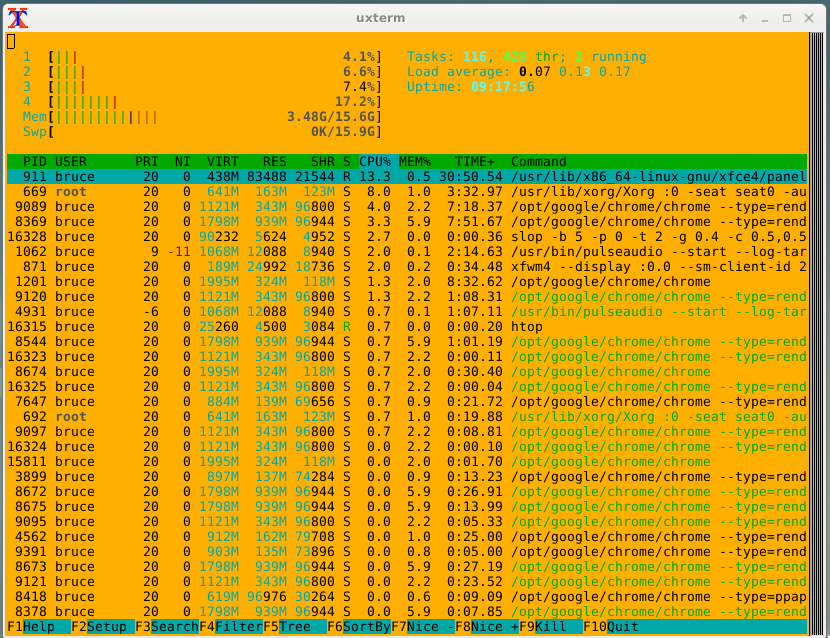 uxterm
1 [||| 4.1%] Tasks: 116, 428 thr; 2 running
2 [|||| 6.6%] Load average: 0.07 0.13 0.17
3 [|||| 7.4%] Uptime: 09:17:56
4 [|||||||| 17.2%]
Mem[||||||||||||| 3.48G/15.6G]
Swp[ 0K/15.9G]
PID USER PRI NI VIRT RES SHR S CPU% MEM% TIME+ Command
911 bruce 20 0 438M 83488 21544 R 13.3 0.5 30:50.54 /usr/lib/x86_64-linux-gnu/xfce4/panel
669 root 20 0 641M 163M 123M S 8.0 1.0 3:32.97 /usr/lib/xorg/Xorg :0 -seat seat0 -au
9089 bruce 20 0 1121M 343M 96800 S 4.0 2.2 7:18.37 /opt/google/chrome/chrome --type=rend
8369 bruce 20 0 1798M 939M 96944 S 3.3 5.9 7:51.67 /opt/google/chrome/chrome --type=rend
16328 bruce 20 0 90232 5624 4952 S 2.7 0.0 0:00.36 slop -b 5 -p 0 -t 2 -g 0.4 -c 0.5,0.5
1062 bruce 9 -11 1068M 12088 8940 S 2.0 0.1 2:14.63 /usr/bin/pulseaudio --start --log-tar
871 bruce 20 0 189M 24992 18736 S 2.0 0.2 0:34.48 xfwm4 --display :0.0 --sm-client-id 2
1201 bruce 20 0 1995M 324M 118M S 1.3 2.0 8:32.62 /opt/google/chrome/chrome
9120 bruce 20 0 1121M 343M 96800 S 1.3 2.2 1:08.31 /opt/google/chrome/chrome --type=rend
4931 bruce -6 0 1068M 12088 8940 S 0.7 0.1 1:07.11 /usr/bin/pulseaudio --start --log-tar
16315 bruce 20 0 25260 4500 3084 R 0.7 0.0 0:00.20 htop
8544 bruce 20 0 1798M 939M 96944 S 0.7 5.9 1:01.19 /opt/google/chrome/chrome --type=rend
16323 bruce 20 0 1121M 343M 96800 S 0.7 2.2 0:00.11 /opt/google/chrome/chrome --type=rend
8674 bruce 20 0 1995M 324M 118M S 0.7 2.0 0:30.40 /opt/google/chrome/chrome
16325 bruce 20 0 1121M 343M 96800 S 0.7 2.2 0:00.04 /opt/google/chrome/chrome --type=rend
7647 bruce 20 0 884M 139M 69656 S 0.7 0.9 0:21.72 /opt/google/chrome/chrome --type=rend
692 root 20 0 641M 163M 123M S 0.7 1.0 0:19.88 /usr/lib/xorg/Xorg :0 -seat seat0 -au
9097 bruce 20 0 1121M 343M 96800 S 0.7 2.2 0:08.81 /opt/google/chrome/chrome --type=rend
16324 bruce 20 0 1121M 343M 96800 S 0.0 2.2 0:00.10 /opt/google/chrome/chrome --type=rend
15811 bruce 20 0 1995M 324M 118M S 0.0 2.0 0:01.70 /opt/google/chrome/chrome
3899 bruce 20 0 897M 137M 74284 S 0.0 0.9 0:13.23 /opt/google/chrome/chrome --type=rend
8672 bruce 20 0 1798M 939M 96944 S 0.0 5.9 0:26.91 /opt/google/chrome/chrome --type=rend
8675 bruce 20 0 1798M 939M 96944 S 0.0 5.9 0:13.99 /opt/google/chrome/chrome --type=rend
9095 bruce 20 0 1121M 343M 96800 S 0.0 2.2 0:05.33 /opt/google/chrome/chrome --type=rend
4562 bruce 20 0 912M 162M 79708 S 0.0 1.0 0:25.00 /opt/google/chrome/chrome --type=rend
9391 bruce 20 0 903M 135M 73896 S 0.0 0.8 0:05.00 /opt/google/chrome/chrome --type=rend
8673 bruce 20 0 1798M 939M 96944 S 0.0 5.9 0:27.19 /opt/google/chrome/chrome --type=rend
9121 bruce 20 0 1121M 343M 96800 S 0.0 2.2 0:23.52 /opt/google/chrome/chrome --type=rend
8418 bruce 20 0 619M 96976 30264 S 0.0 0.6 0:09.09 /opt/google/chrome/chrome --type=ppap
8378 bruce 20 0 1798M 939M 96944 S 0.0 5.9 0:07.85 /opt/google/chrome/chrome --type=rend
F1Help F2Setup F3SearchF4FilterF5Tree F6SortByF7Nice -F8Nice +F9Kill F10Quit